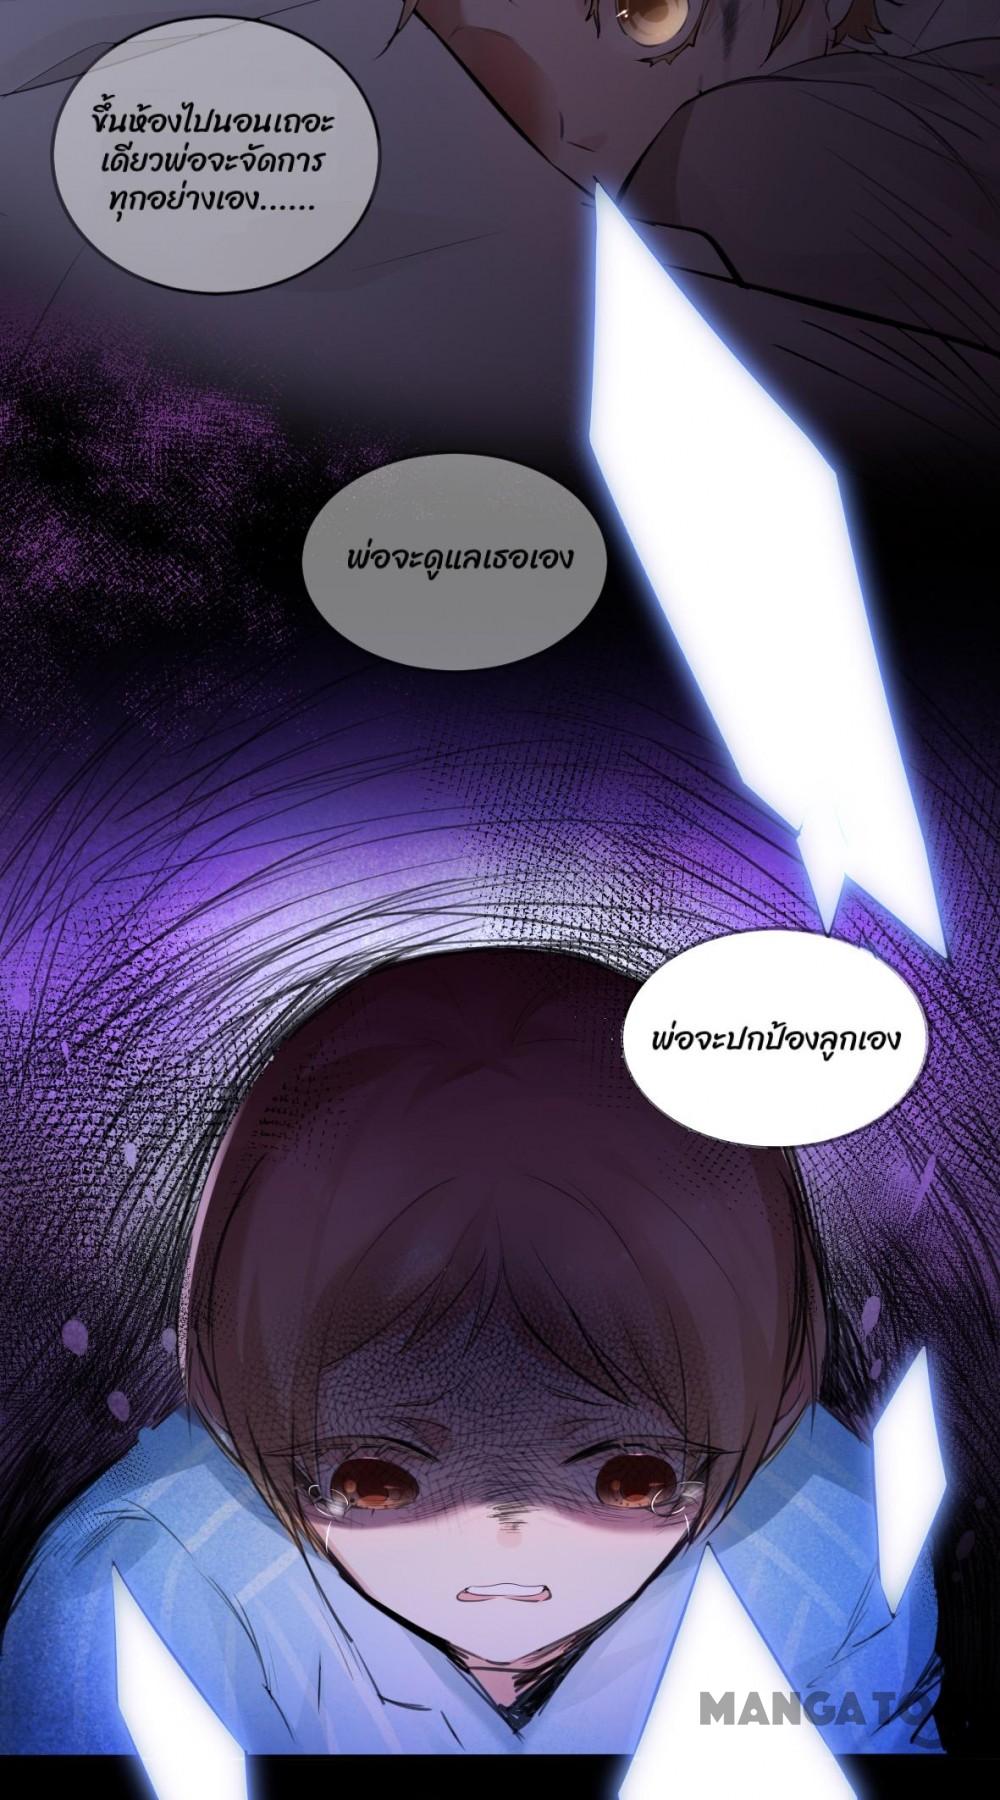 ขึ้นห้องไปนอนเถอะ
เดียวพ่อจะจัดการ
ทุกอย่างเอง......
พ่อจะดูแลเธอเอง
พ่อจะปกป้องลูกเอง
MANGATO